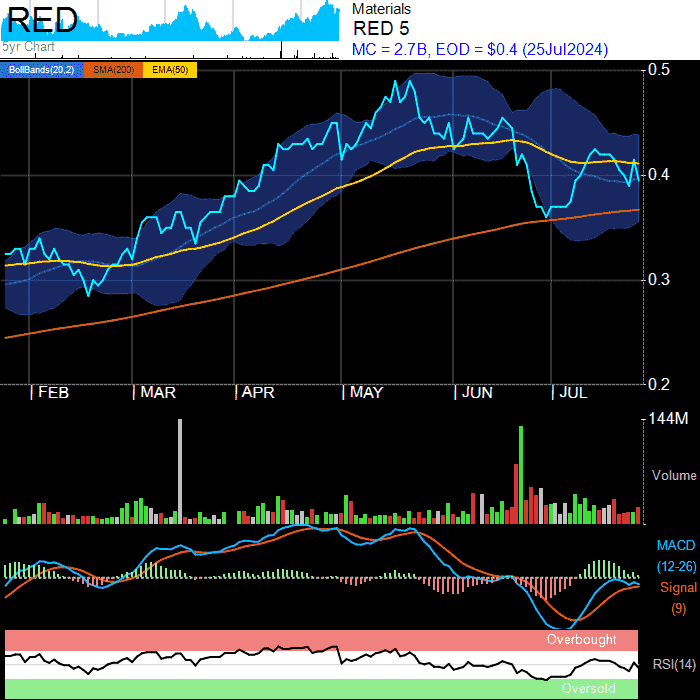 RED
5yr Chart
Materials
RED 5
MC = 2.7B, EOD = $0.4 (25Jul2024)
BollBands(20,2) SMA(200) EMA(50)
0.5
0.4
0.3
0.2
FEB MAR APR MAY JUN JUL
144M
Volume
MACD
(12-26)
Signal
(9)
Overbought
RSI(14)
Oversold